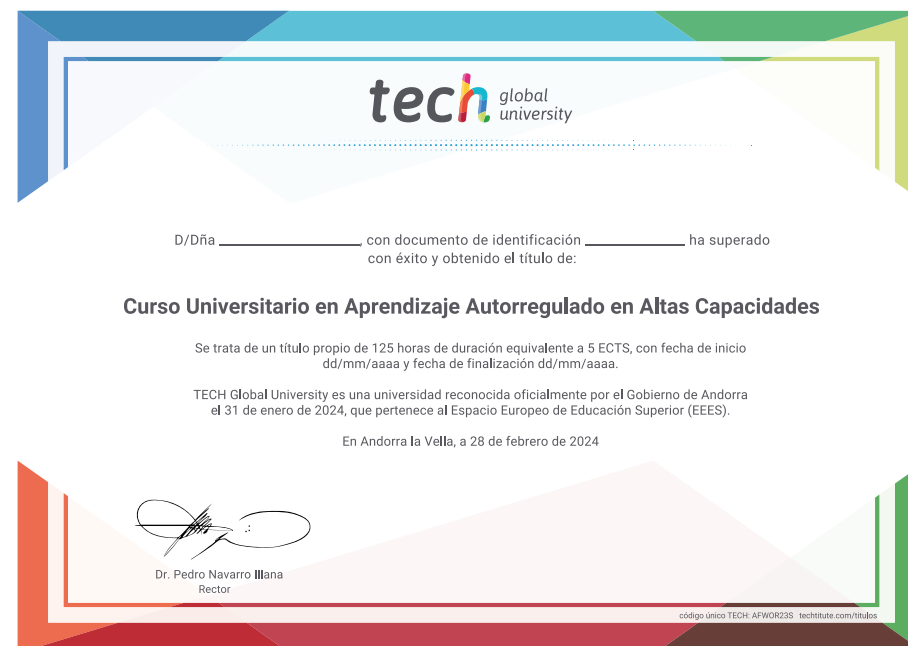 tech global university
D/Dña ______________, con documento de identificación __________ ha superado
con éxito y obtenido el título de:
Curso Universitario en Aprendizaje Autorregulado en Altas Capacidades
Se trata de un título propio de 125 horas de duración equivalente a 5 ECTS, con fecha de inicio
dd/mm/aaaa y fecha de finalización dd/mm/aaaa.
TECH Global University es una universidad reconocida oficialmente por el Gobierno de Andorra
el 31 de enero de 2024, que pertenece al Espacio Europeo de Educación Superior (EEES).
En Andorra la Vella, a 28 de febrero de 2024
Dr. Pedro Navarro Illana
Rector
código único TECH: AFWOR23S techtitute.com/titulos